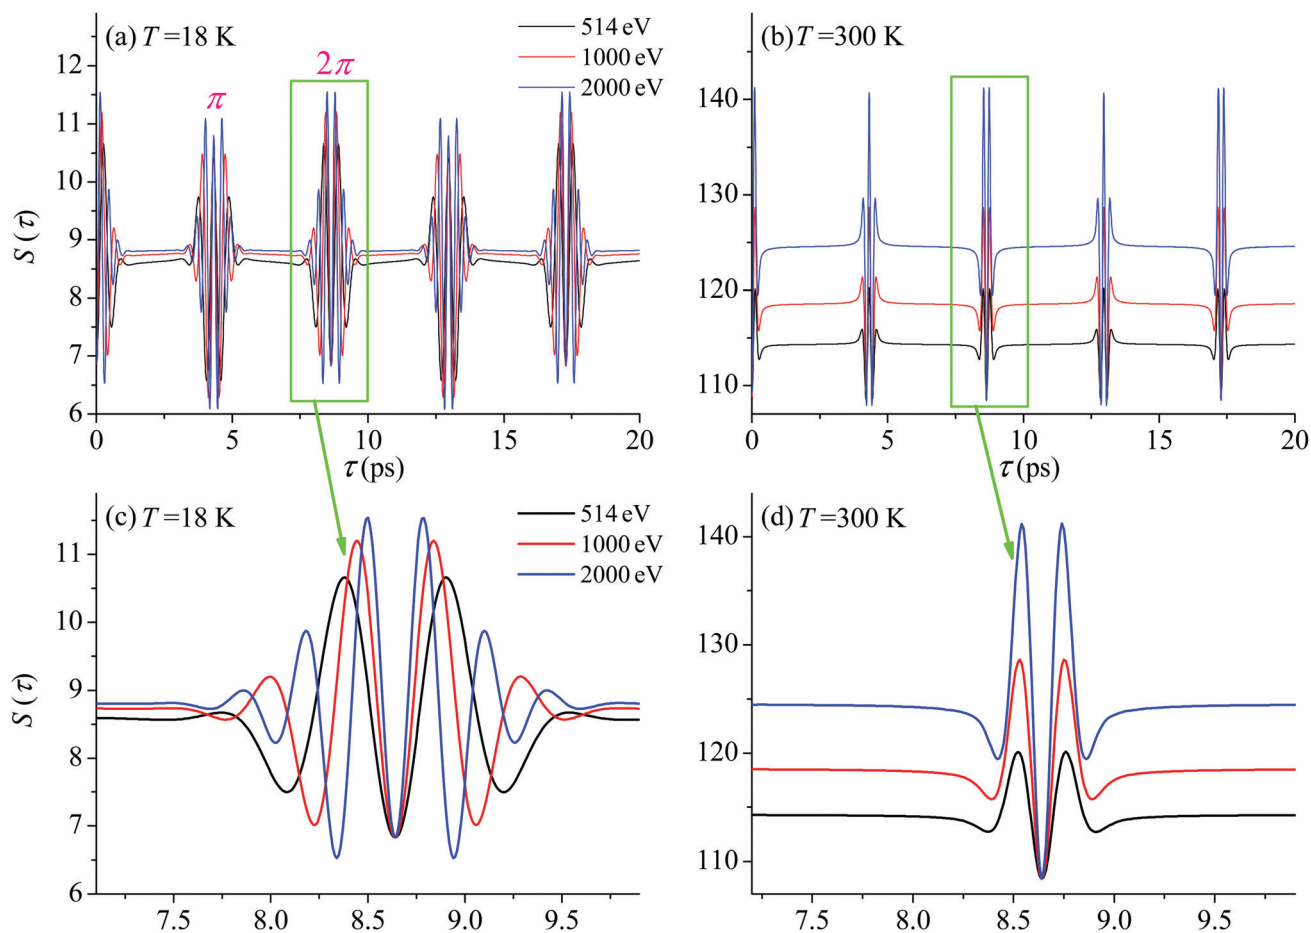 (a) T =18 K
514 eV
1000 eV
2000 eV
2π
π
S (τ)
12
11
10
9
8
7
6
0
5
10
15
20
τ (ps)
(b) T =300 K
140
130
120
110
0
5
10
15
20
τ (ps)
(c) T =18 K
514 eV
1000 eV
2000 eV
S (τ)
11
10
9
8
7
6
7.5
8.0
8.5
9.0
9.5
(d) T =300 K
140
130
120
110
7.5
8.0
8.5
9.0
9.5